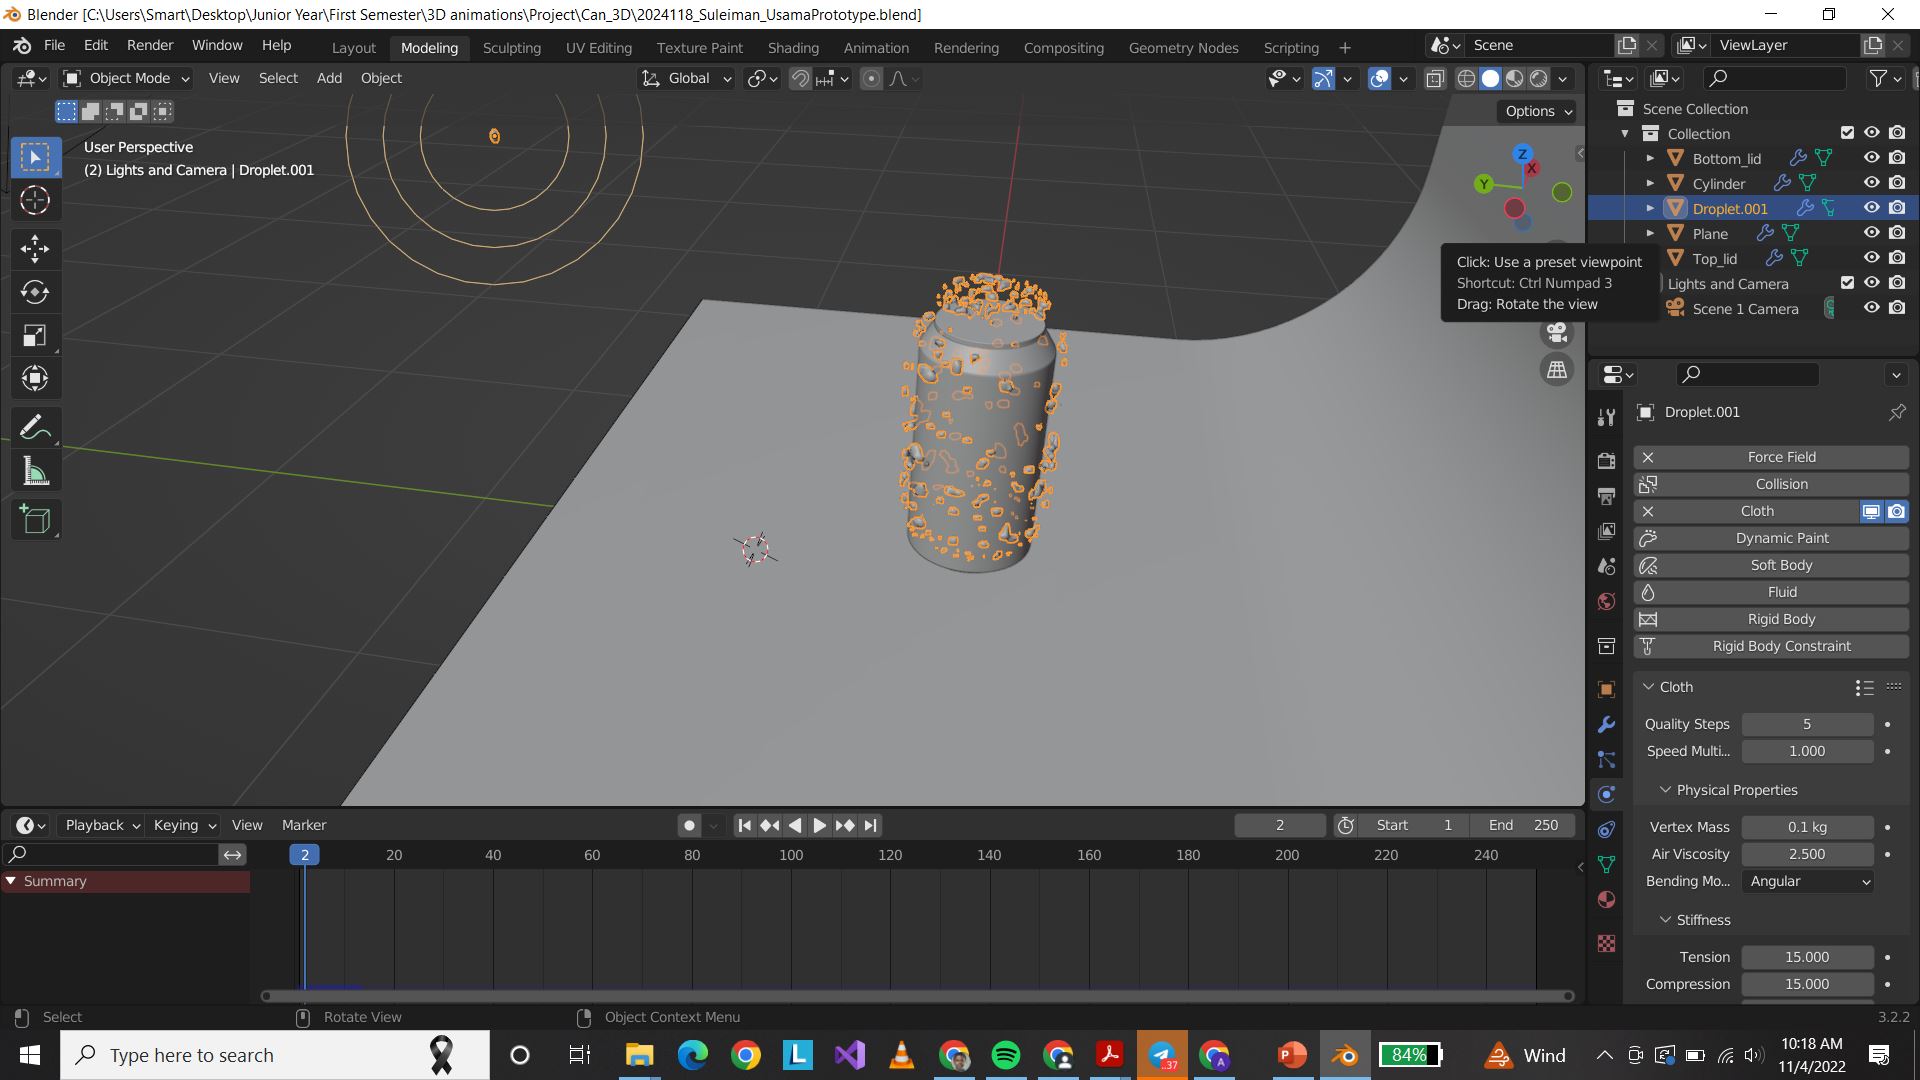 Blender [C:\Users\Smart\Desktop\Junior Year\First Semester\3D animations\Project\Can_3D\2024118_Suleiman_UsamaPrototype.blend]
File Edit Render Window Help Layout Modeling Sculpting UV Editing Texture Paint Shading Animation Rendering Compositing Geometry Nodes Scripting Scene ViewLayer
Object Mode View Select Add Object Global
Options
User Perspective
(2) Lights and Camera | Droplet.001
Z
X
Y
Scene Collection
Collection
Bottom_lid
Cylinder
Droplet.001
Plane
Top_lid
Lights and Camera
Scene 1 Camera
Click: Use a preset viewpoint
Shortcut: Ctrl Numpad 3
Drag: Rotate the view
Droplet.001
Force Field
Collision
Cloth
Dynamic Paint
Soft Body
Fluid
Rigid Body
Rigid Body Constraint
Cloth
Quality Steps 5
Speed Multi... 1.000
Physical Properties
Vertex Mass 0.1 kg
Air Viscosity 2.500
Bending Mo... Angular
Stiffness
Tension 15.000
Compression 15.000
Playback Keying View Marker 2 Start 1 End 250
2 20 40 60 80 100 120 140 160 180 200 220 240
Summary
Select Rotate View Object Context Menu 3.2.2
Type here to search
L
37
A
84%
Wind
10:18 AM
11/4/2022